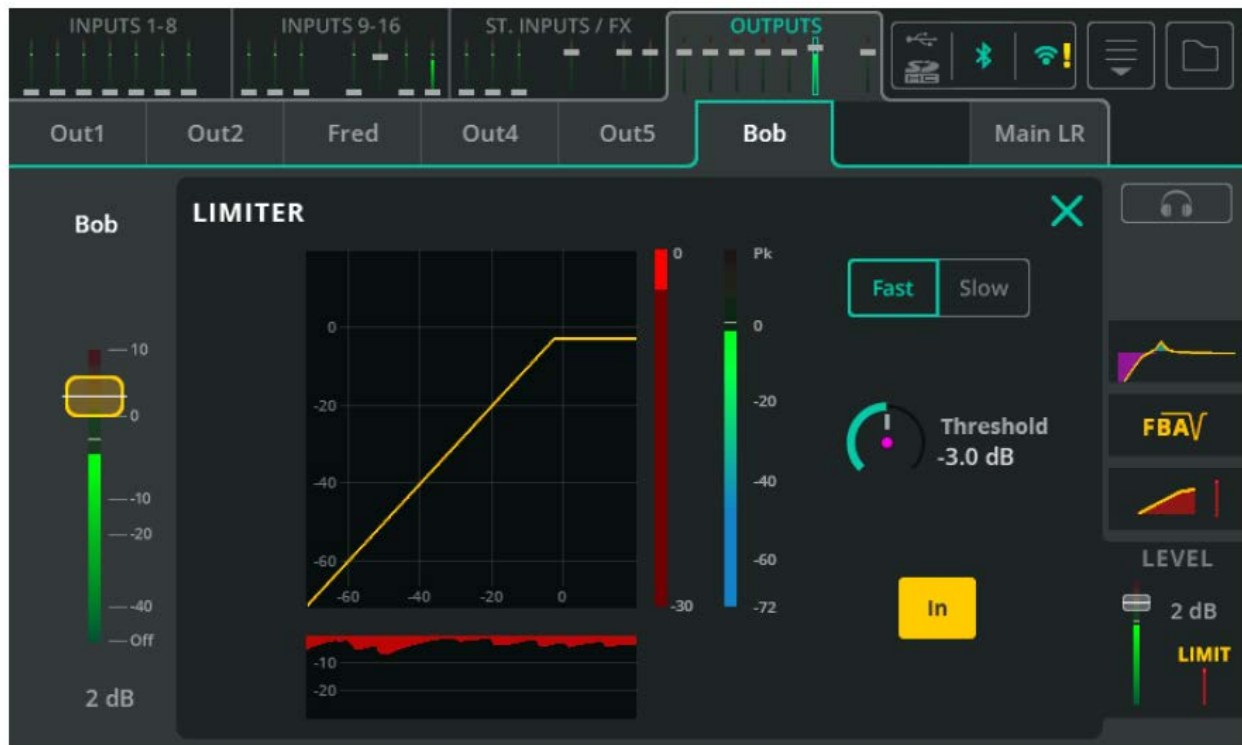 INPUTS 1-8
INPUTS 9-16
ST. INPUTS / FX
OUTPUTS
SD
HC
!
Out1
Out2
Fred
Out4
Out5
Bob
Main LR
Bob
10
0
-10
-20
-40
Off
2 dB
LIMITER
0
-20
-40
-60
-60 -40 -20 0
-10
-20
0
-30
Pk
0
-20
-40
-60
-72
Fast
Slow
Threshold
-3.0 dB
In
FBA
LEVEL
2 dB
LIMIT